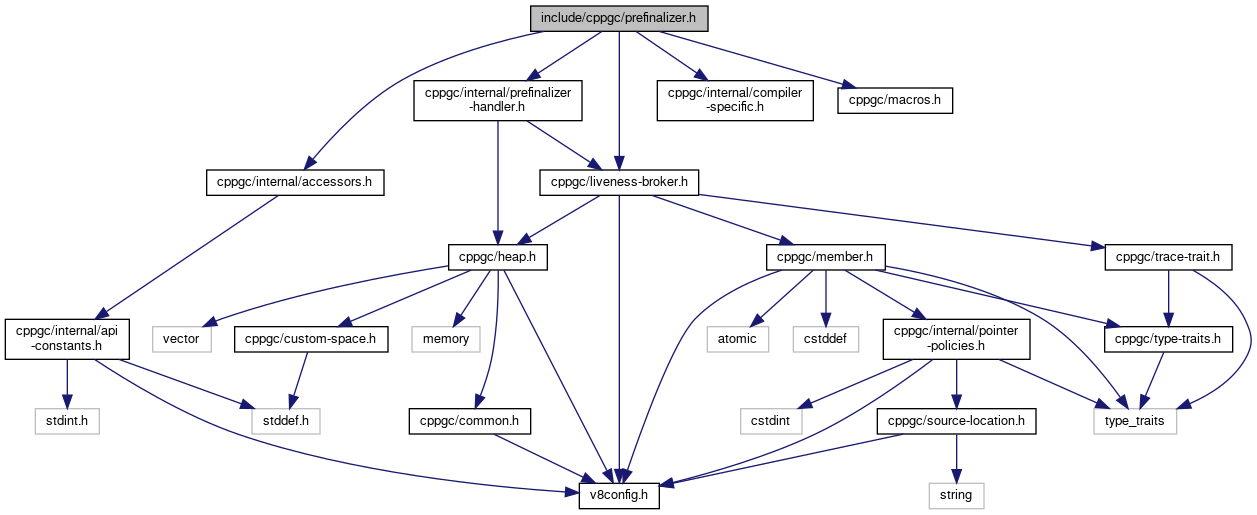 include/cppgc/prefinalizer.h
cppgc/internal/prefinalizer
-handler.h
cppgc/internal/compiler
-specific.h
cppgc/macros.h
cppgc/internal/accessors.h
cppgc/liveness-broker.h
cppgc/heap.h
cppgc/member.h
cppgc/trace-trait.h
cppgc/internal/api
-constants.h
vector
cppgc/custom-space.h
memory
atomic
cstddef
cppgc/internal/pointer
-policies.h
cppgc/type-traits.h
stdint.h
stddef.h
cppgc/common.h
cstdint
cppgc/source-location.h
type_traits
v8config.h
string